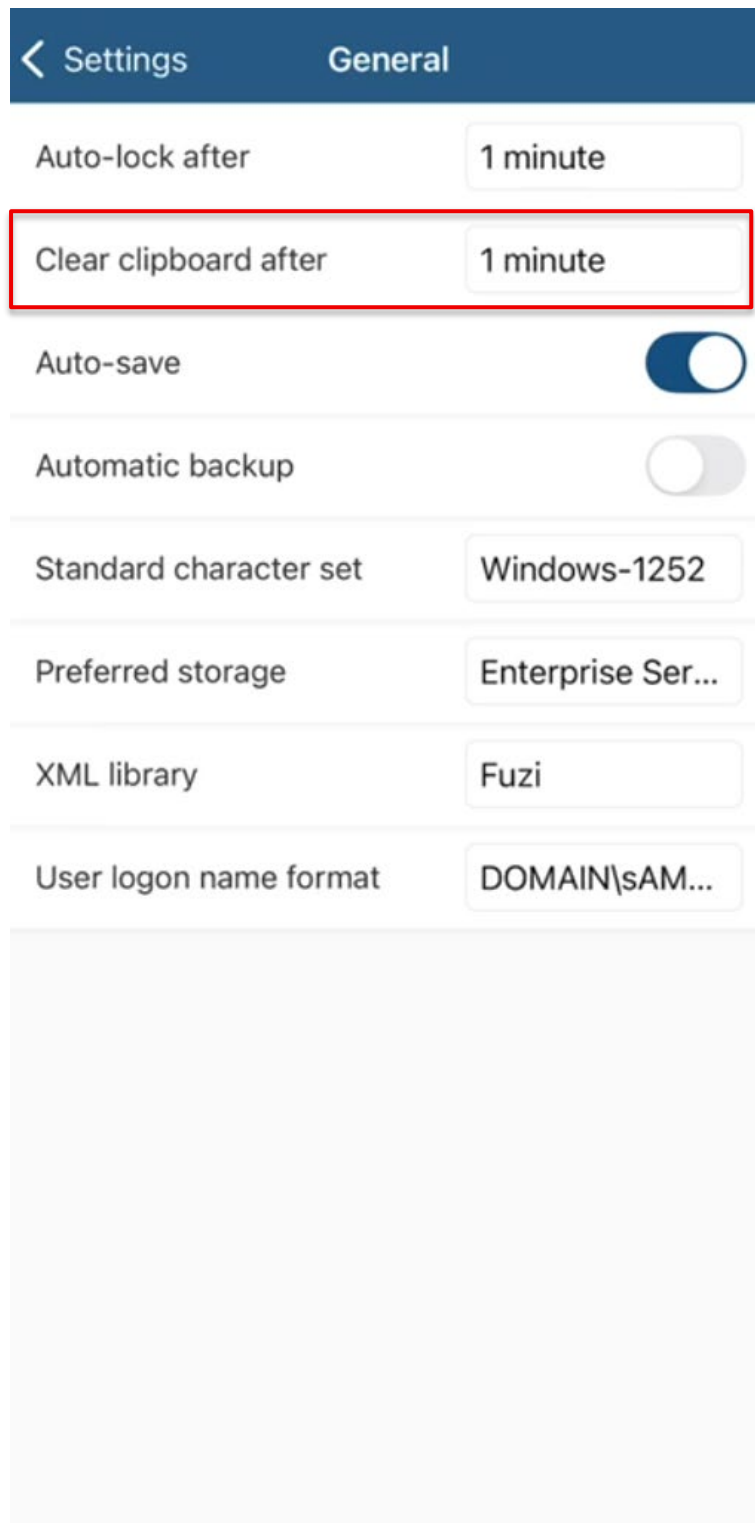 Settings General
Auto-lock after 1 minute
Clear clipboard after 1 minute
Auto-save
Automatic backup
Standard character set Windows-1252
Preferred storage Enterprise Ser...
XML library Fuzi
User logon name format DOMAIN\sAM...